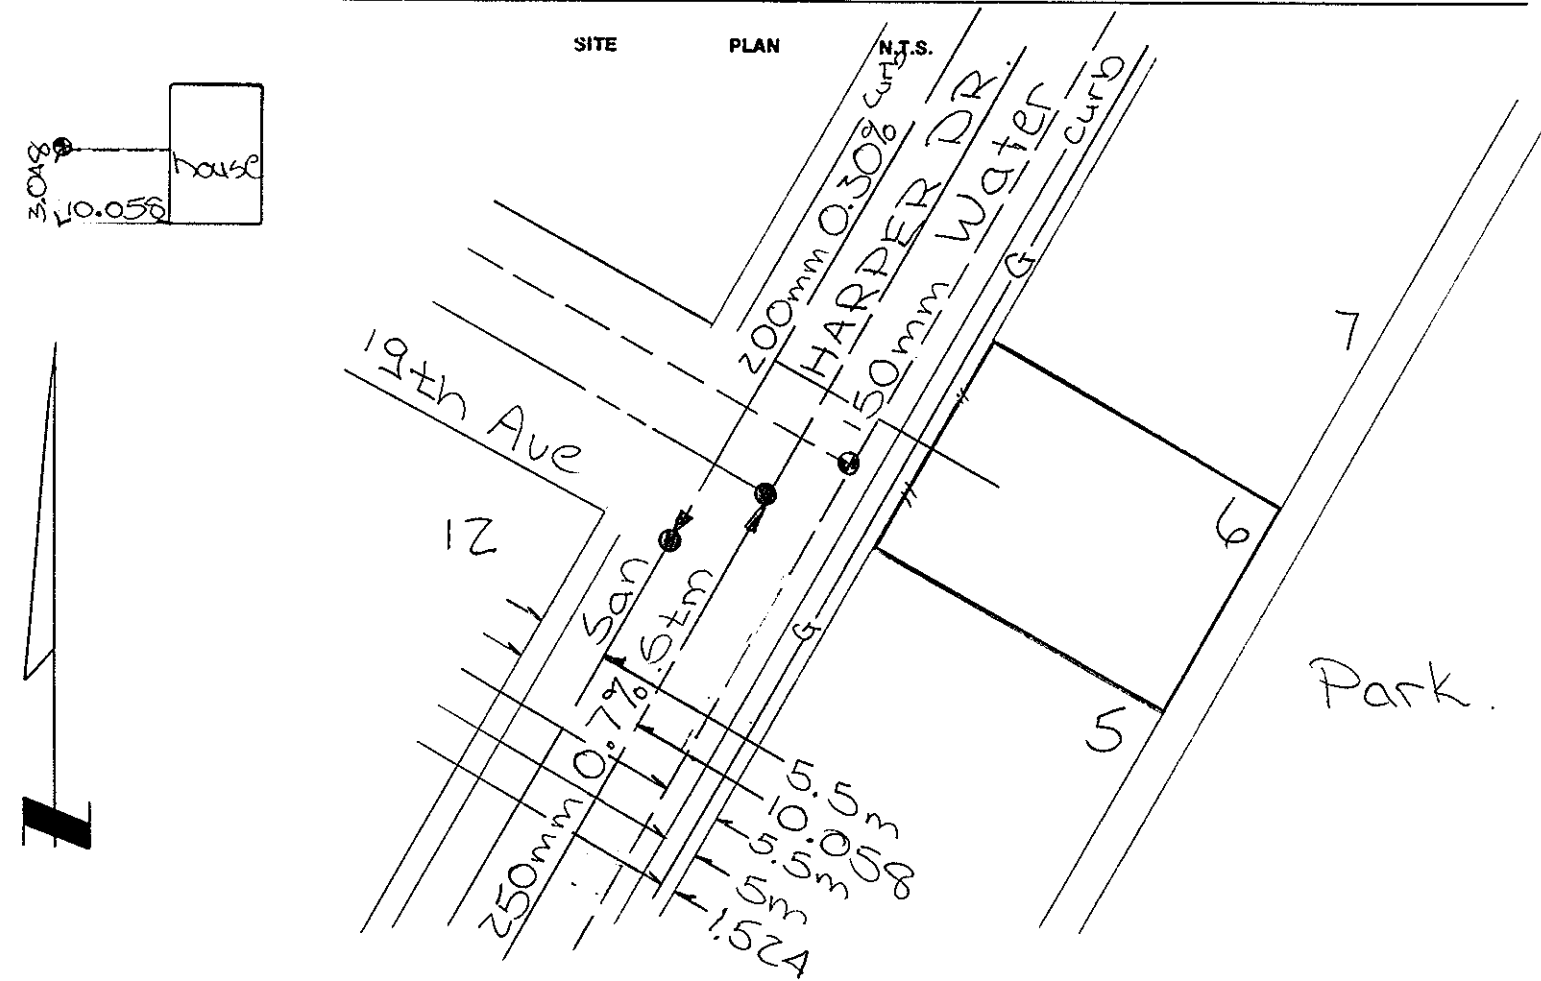 SITE PLAN N.T.S.
house
3.048
10.058
curb
200mm 0.30%
HARPER DR.
150mm Water
curb
G
19th Ave
7
12
6
San
Stm
G
Park.
5
250mm 0.7%
5.5m
10.058
5.5m
5m
1.524